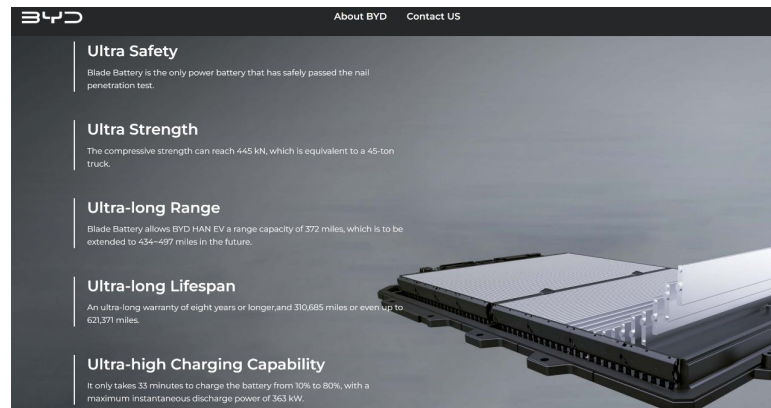 BYD
About BYD Contact US
Ultra Safety
Blade Battery is the only power battery that has safely passed the nail
penetration test.
Ultra Strength
The compressive strength can reach 445 kN, which is equivalent to a 45-ton
truck.
Ultra-long Range
Blade Battery allows BYD HAN EV a range capacity of 372 miles, which is to be
extended to 434~497 miles in the future.
Ultra-long Lifespan
An ultra-long warranty of eight years or longer,and 310,685 miles or even up to
621,371 miles.
Ultra-high Charging Capability
It only takes 33 minutes to charge the battery from 10% to 80%, with a
maximum instantaneous discharge power of 363 kW.